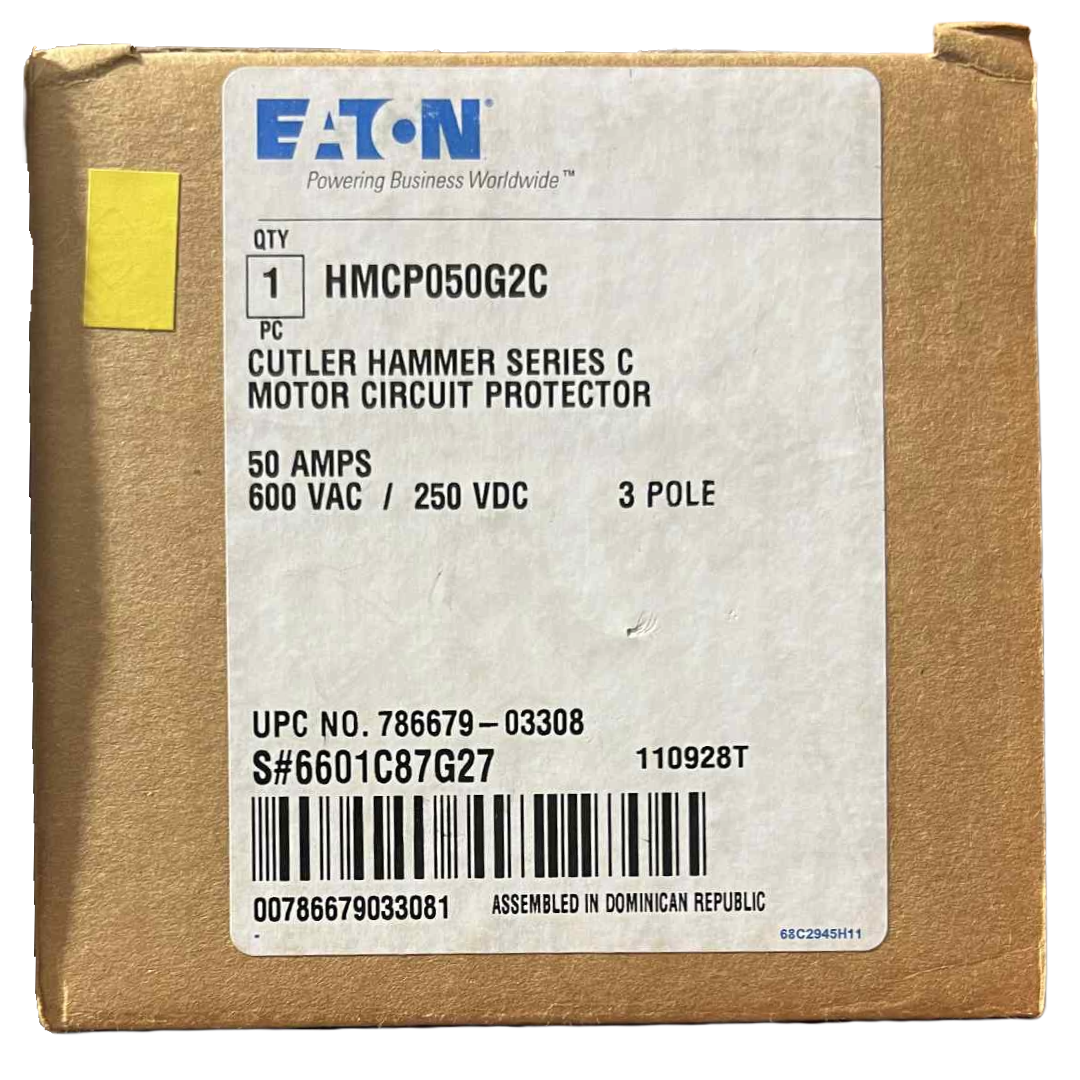 EATON®
Powering Business Worldwide™
QTY
1 HMCP050G2C
PC
CUTLER HAMMER SERIES C
MOTOR CIRCUIT PROTECTOR
50 AMPS
600 VAC / 250 VDC 3 POLE
UPC NO. 786679-03308
S#6601C87G27 110928T
00786679033081 ASSEMBLED IN DOMINICAN REPUBLIC
- 68C2945H11